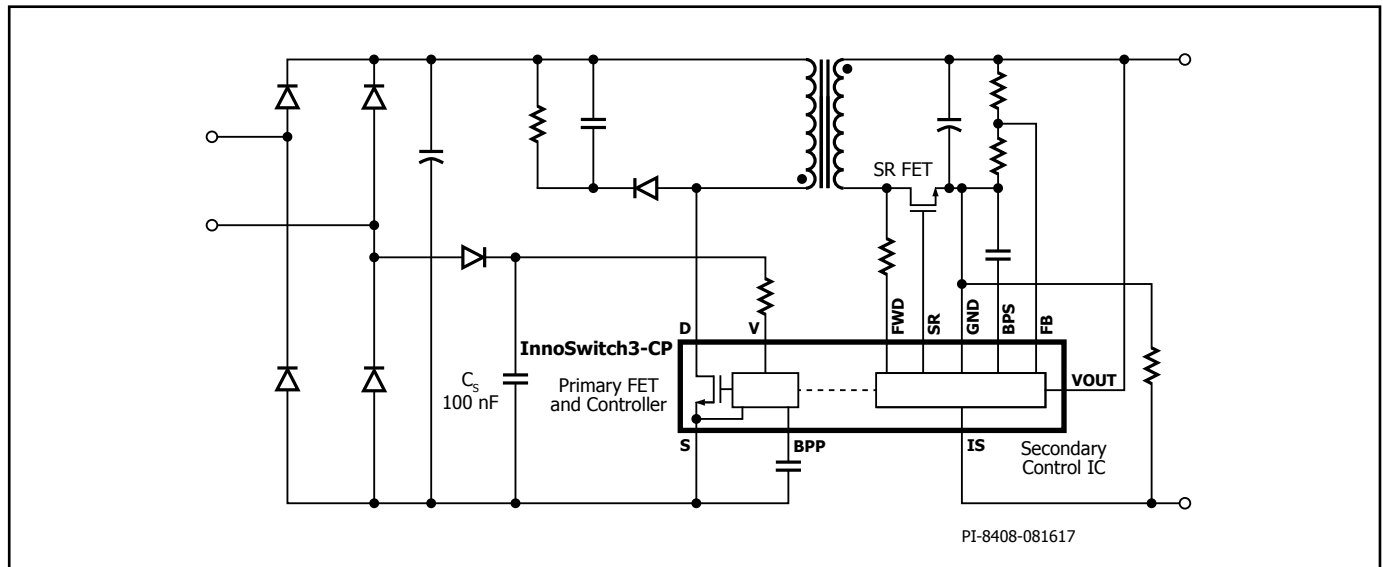 SR FET
FWD
SR
GND
BPS
FB
D
V
InnoSwitch3-CP
VOUT
Primary FET
and Controller
C_S
100 nF
S
BPP
IS
Secondary
Control IC
PI-8408-081617